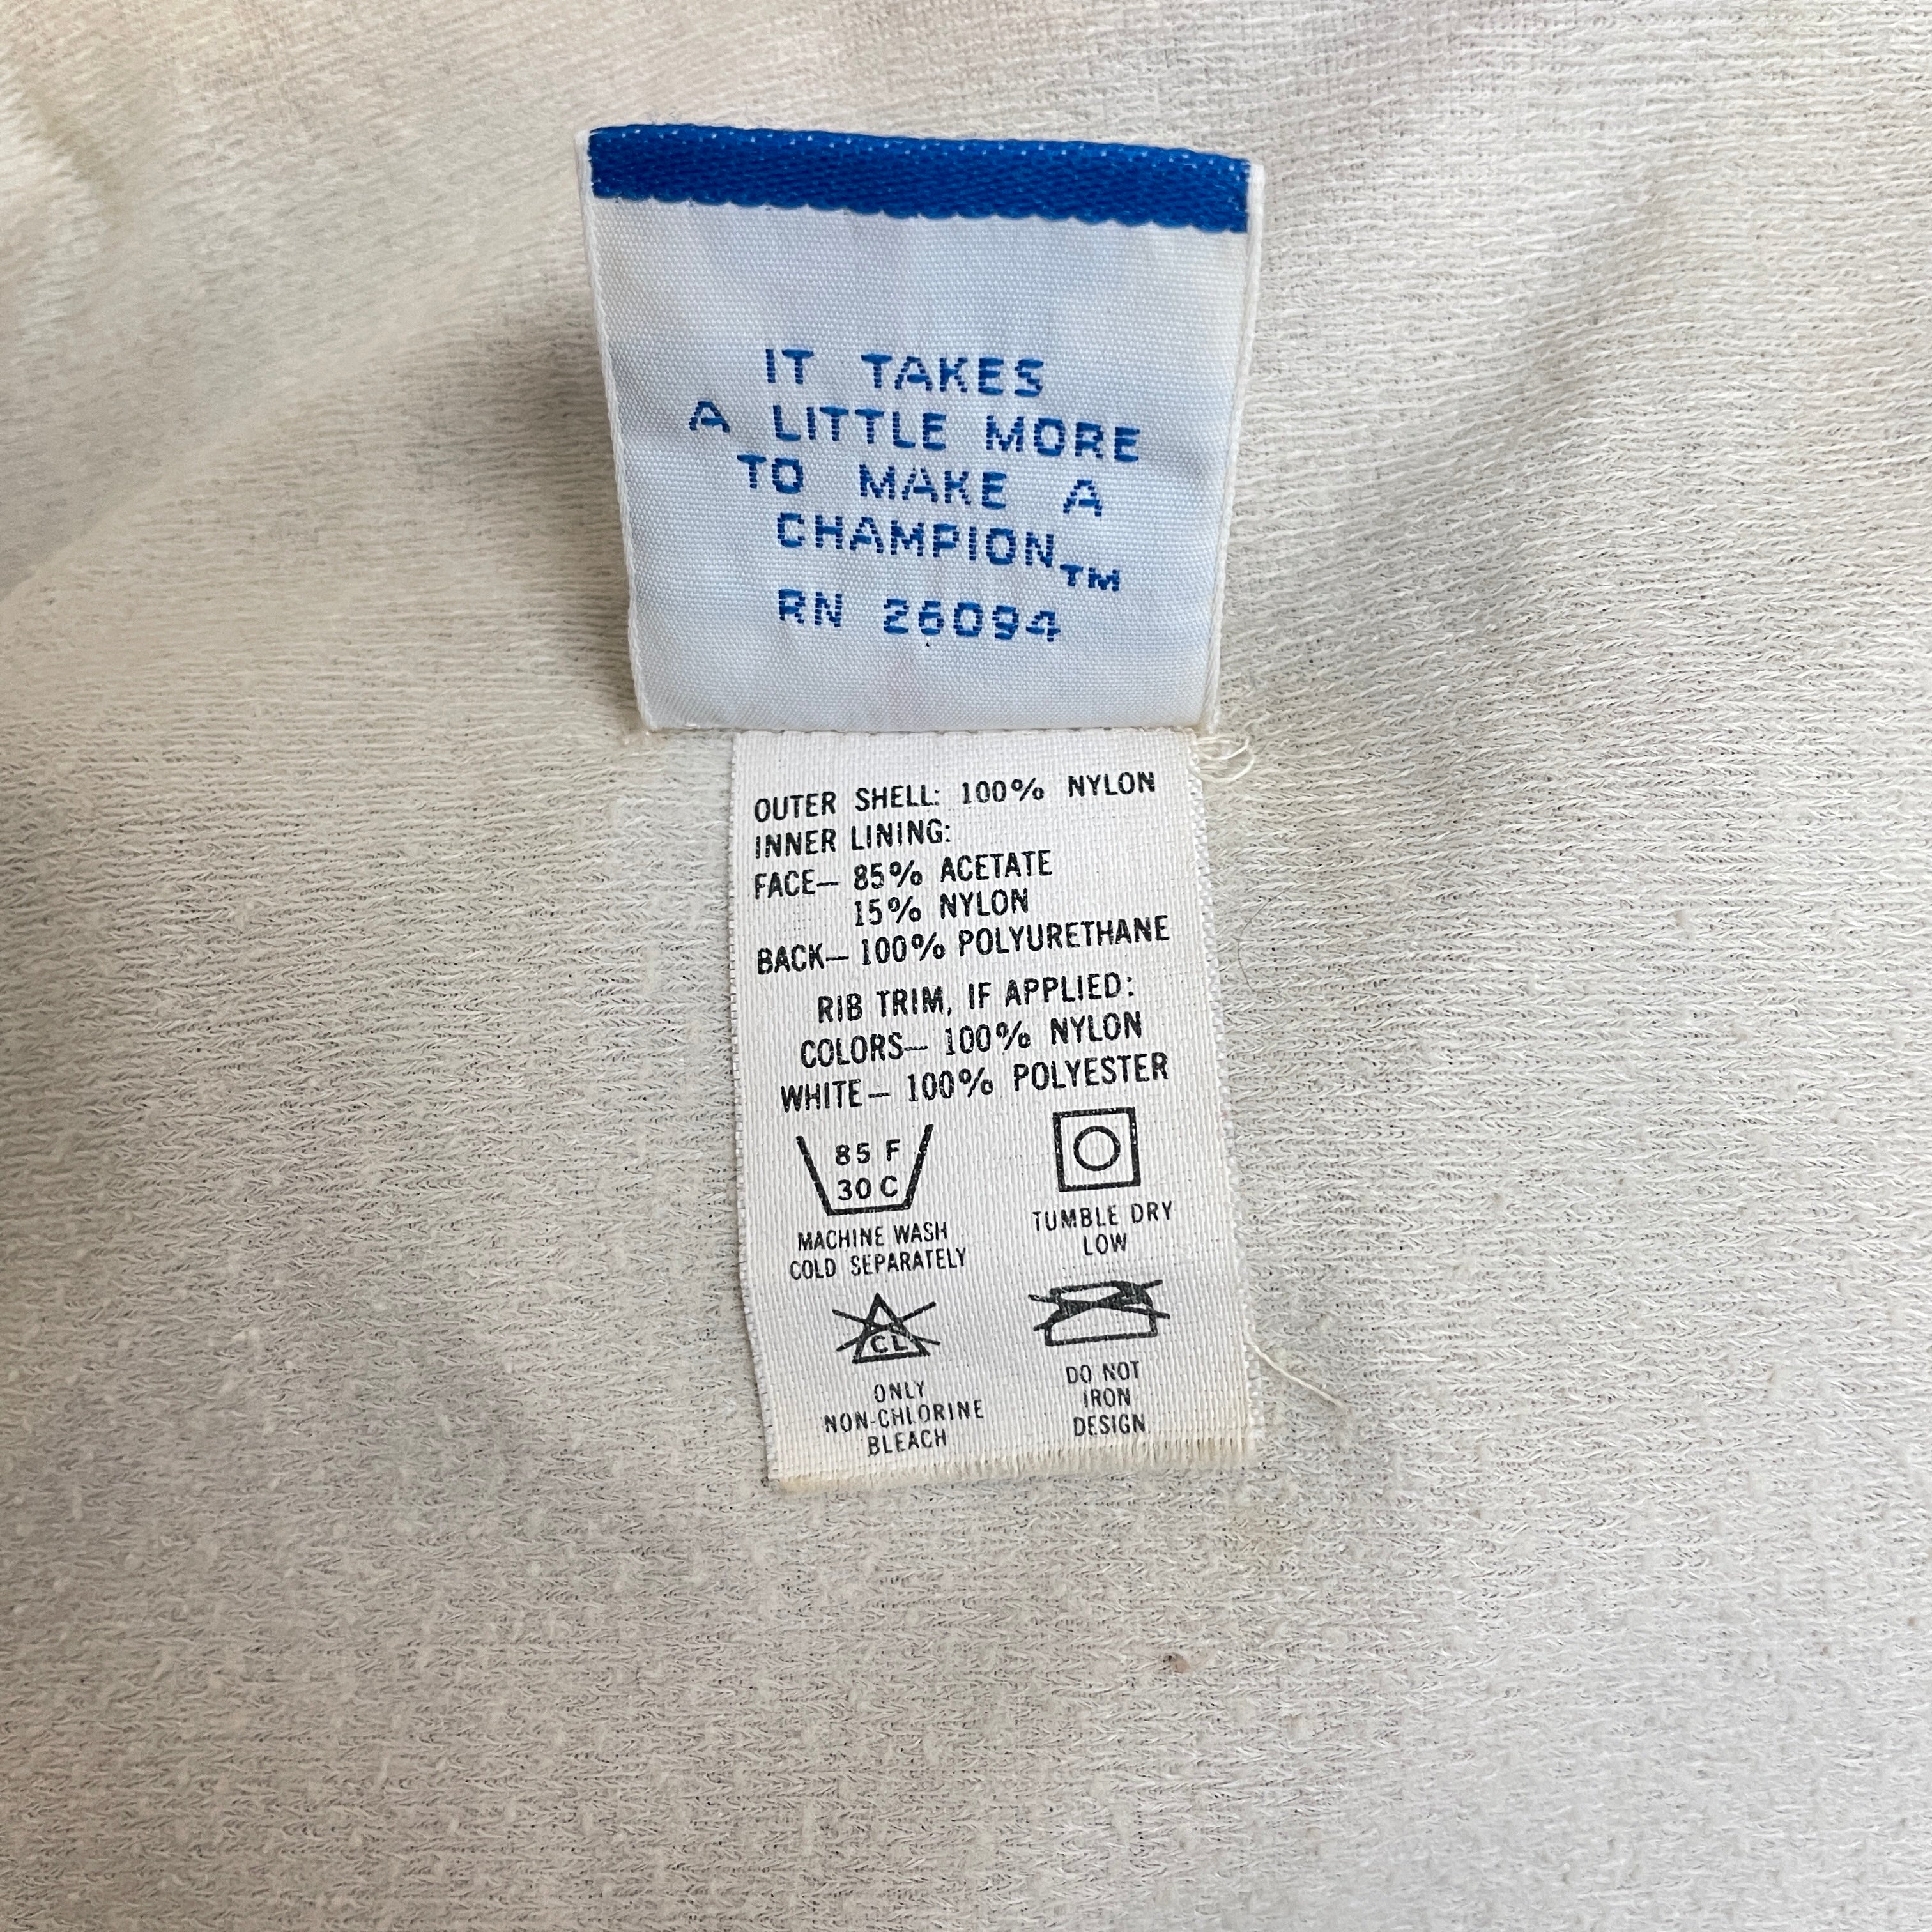 IT TAKES
A LITTLE MORE
TO MAKE A
CHAMPION™
RN 26094
OUTER SHELL: 100% NYLON
INNER LINING:
FACE— 85% ACETATE
15% NYLON
BACK— 100% POLYURETHANE
RIB TRIM, IF APPLIED:
COLORS— 100% NYLON
WHITE— 100% POLYESTER
85 F
30 C
MACHINE WASH
COLD SEPARATELY
TUMBLE DRY
LOW
CL
ONLY
NON-CHLORINE
BLEACH
DO NOT
IRON
DESIGN